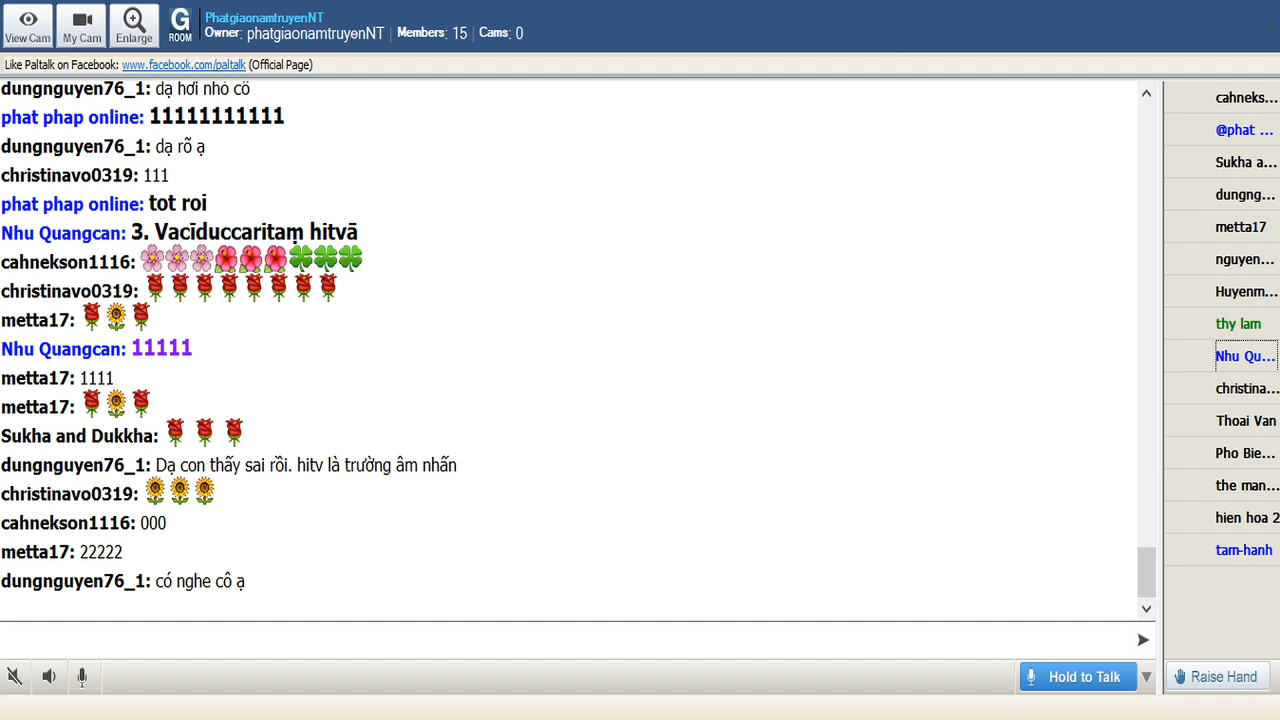 View Cam
My Cam
Enlarge
G
ROOM
PhatgiaonamtruyenNT
Owner: phatgiaonamtruyenNT | Members: 15 | Cams: 0
Like Paltalk on Facebook: www.facebook.com/paltalk (Official Page)
dungnguyen76_1: dạ hơi nhỏ cô
phat phap online: 11111111111
dungnguyen76_1: dạ rõ ạ
christinavo0319: 111
phat phap online: tot roi
Nhu Quangcan: 3. Vacīduccaritaṃ hitvā
cahnekson1116:
christinavo0319:
metta17:
Nhu Quangcan: 11111
metta17: 1111
metta17:
Sukha and Dukkha:
dungnguyen76_1: Dạ con thấy sai rồi. hitv là trường âm nhấn
christinavo0319:
cahnekson1116: 000
metta17: 22222
dungnguyen76_1: có nghe cô ạ
cahneks...
@phat ...
Sukha a...
dungng...
metta17
nguyen...
Huyenm...
thy lam
Nhu Qu...
christina...
Thoai Van
Pho Bie...
the man...
hien hoa 2
tam-hanh
Hold to Talk
Raise Hand